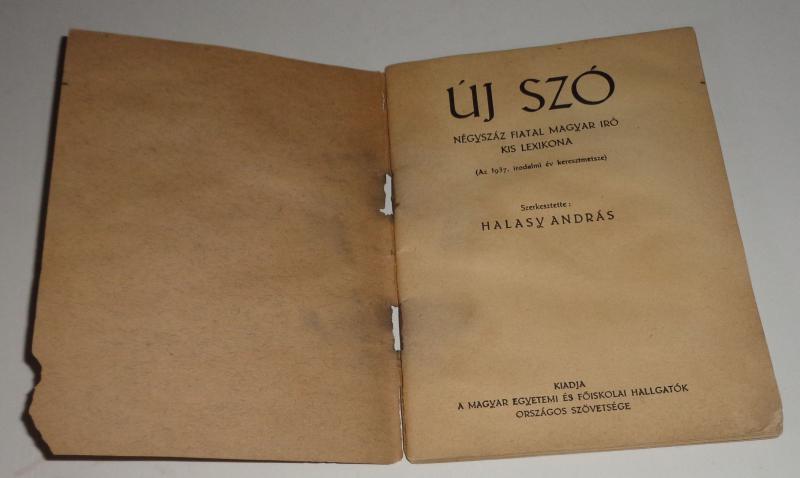 ÚJ SZÓ
NÉGYSZÁZ FIATAL MAGYAR IRÓ
KIS LEXIKONA
(Az 1937. irodalmi év keresztmetsze)
Szerkesztette :
HALASY ANDRÁS
KIADJA
A MAGYAR EGYETEMI ÉS FŐISKOLAI HALLGATÓK
ORSZÁGOS SZÖVETSÉGE